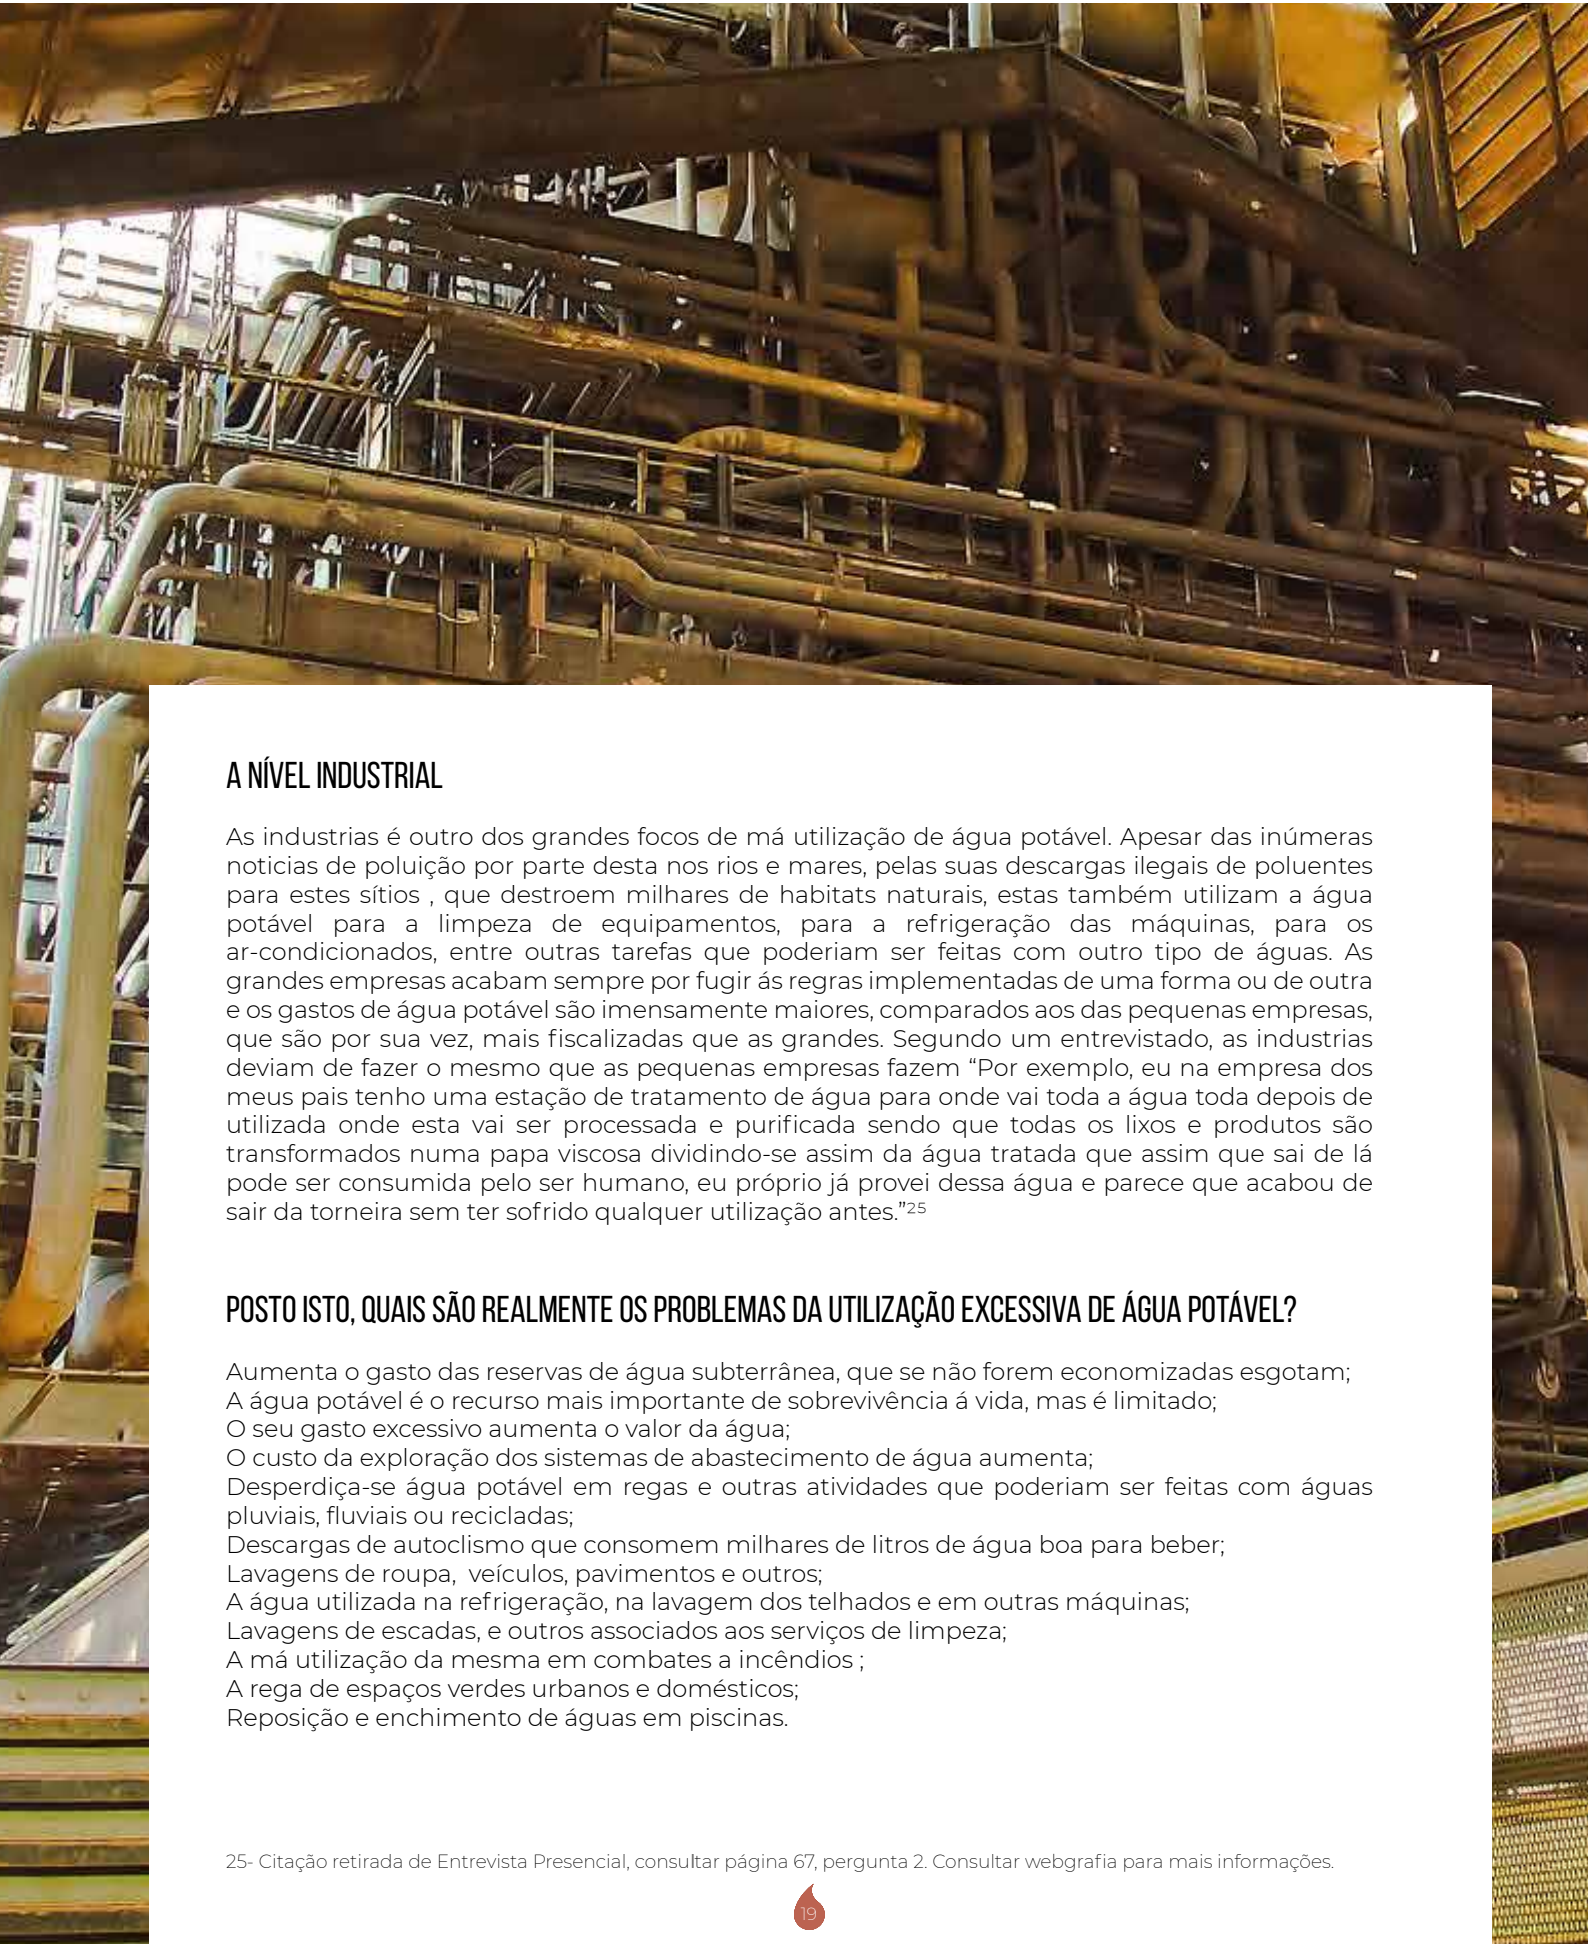 A NÍVEL INDUSTRIAL
As industrias é outro dos grandes focos de má utilização de água potável. Apesar das inúmeras
noticias de poluição por parte desta nos rios e mares, pelas suas descargas ilegais de poluentes
para estes sítios , que destroem milhares de habitats naturais, estas também utilizam a água
potável para a limpeza de equipamentos, para a refrigeração das máquinas, para os
ar-condicionados, entre outras tarefas que poderiam ser feitas com outro tipo de águas. As
grandes empresas acabam sempre por fugir ás regras implementadas de uma forma ou de outra
e os gastos de água potável são imensamente maiores, comparados aos das pequenas empresas,
que são por sua vez, mais fiscalizadas que as grandes. Segundo um entrevistado, as industrias
deviam de fazer o mesmo que as pequenas empresas fazem “Por exemplo, eu na empresa dos
meus pais tenho uma estação de tratamento de água para onde vai toda a água toda depois de
utilizada onde esta vai ser processada e purificada sendo que todas os lixos e produtos são
transformados numa papa viscosa dividindo-se assim da água tratada que assim que sai de lá
pode ser consumida pelo ser humano, eu próprio já provei dessa água e parece que acabou de
sair da torneira sem ter sofrido qualquer utilização antes.”²⁵
POSTO ISTO, QUAIS SÃO REALMENTE OS PROBLEMAS DA UTILIZAÇÃO EXCESSIVA DE ÁGUA POTÁVEL?
Aumenta o gasto das reservas de água subterrânea, que se não forem economizadas esgotam;
A água potável é o recurso mais importante de sobrevivência á vida, mas é limitado;
O seu gasto excessivo aumenta o valor da água;
O custo da exploração dos sistemas de abastecimento de água aumenta;
Desperdiça-se água potável em regas e outras atividades que poderiam ser feitas com águas
pluviais, fluviais ou recicladas;
Descargas de autoclismo que consomem milhares de litros de água boa para beber;
Lavagens de roupa, veículos, pavimentos e outros;
A água utilizada na refrigeração, na lavagem dos telhados e em outras máquinas;
Lavagens de escadas, e outros associados aos serviços de limpeza;
A má utilização da mesma em combates a incêndios ;
A rega de espaços verdes urbanos e domésticos;
Reposição e enchimento de águas em piscinas.
25- Citação retirada de Entrevista Presencial, consultar página 67, pergunta 2. Consultar webgrafia para mais informações.
19